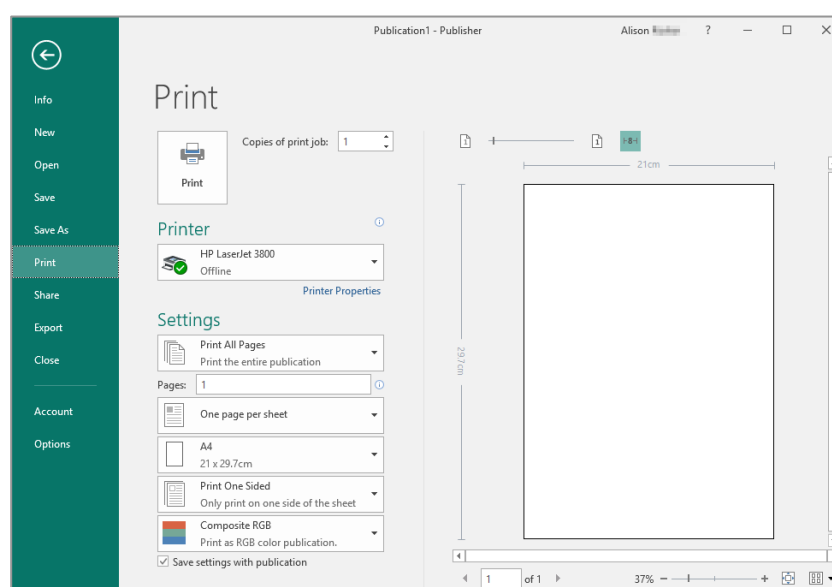 Publication1 - Publisher
Alison
?
Info
New
Open
Save
Save As
Print
Share
Export
Close
Account
Options
Print
Print
Copies of print job: 1
Printer
HP LaserJet 3800
Offline
Printer Properties
Settings
Print All Pages
Print the entire publication
Pages: 1
One page per sheet
A4
21 x 29.7cm
Print One Sided
Only print on one side of the sheet
Composite RGB
Print as RGB color publication.
Save settings with publication
1
1
21cm
29.7cm
1 of 1
37%